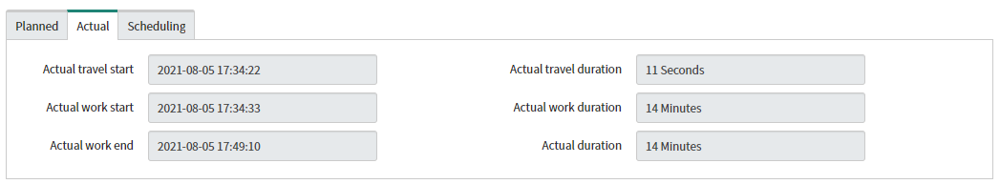 Planned Actual Scheduling
Actual travel start 2021-08-05 17:34:22 Actual travel duration 11 Seconds
Actual work start 2021-08-05 17:34:33 Actual work duration 14 Minutes
Actual work end 2021-08-05 17:49:10 Actual duration 14 Minutes